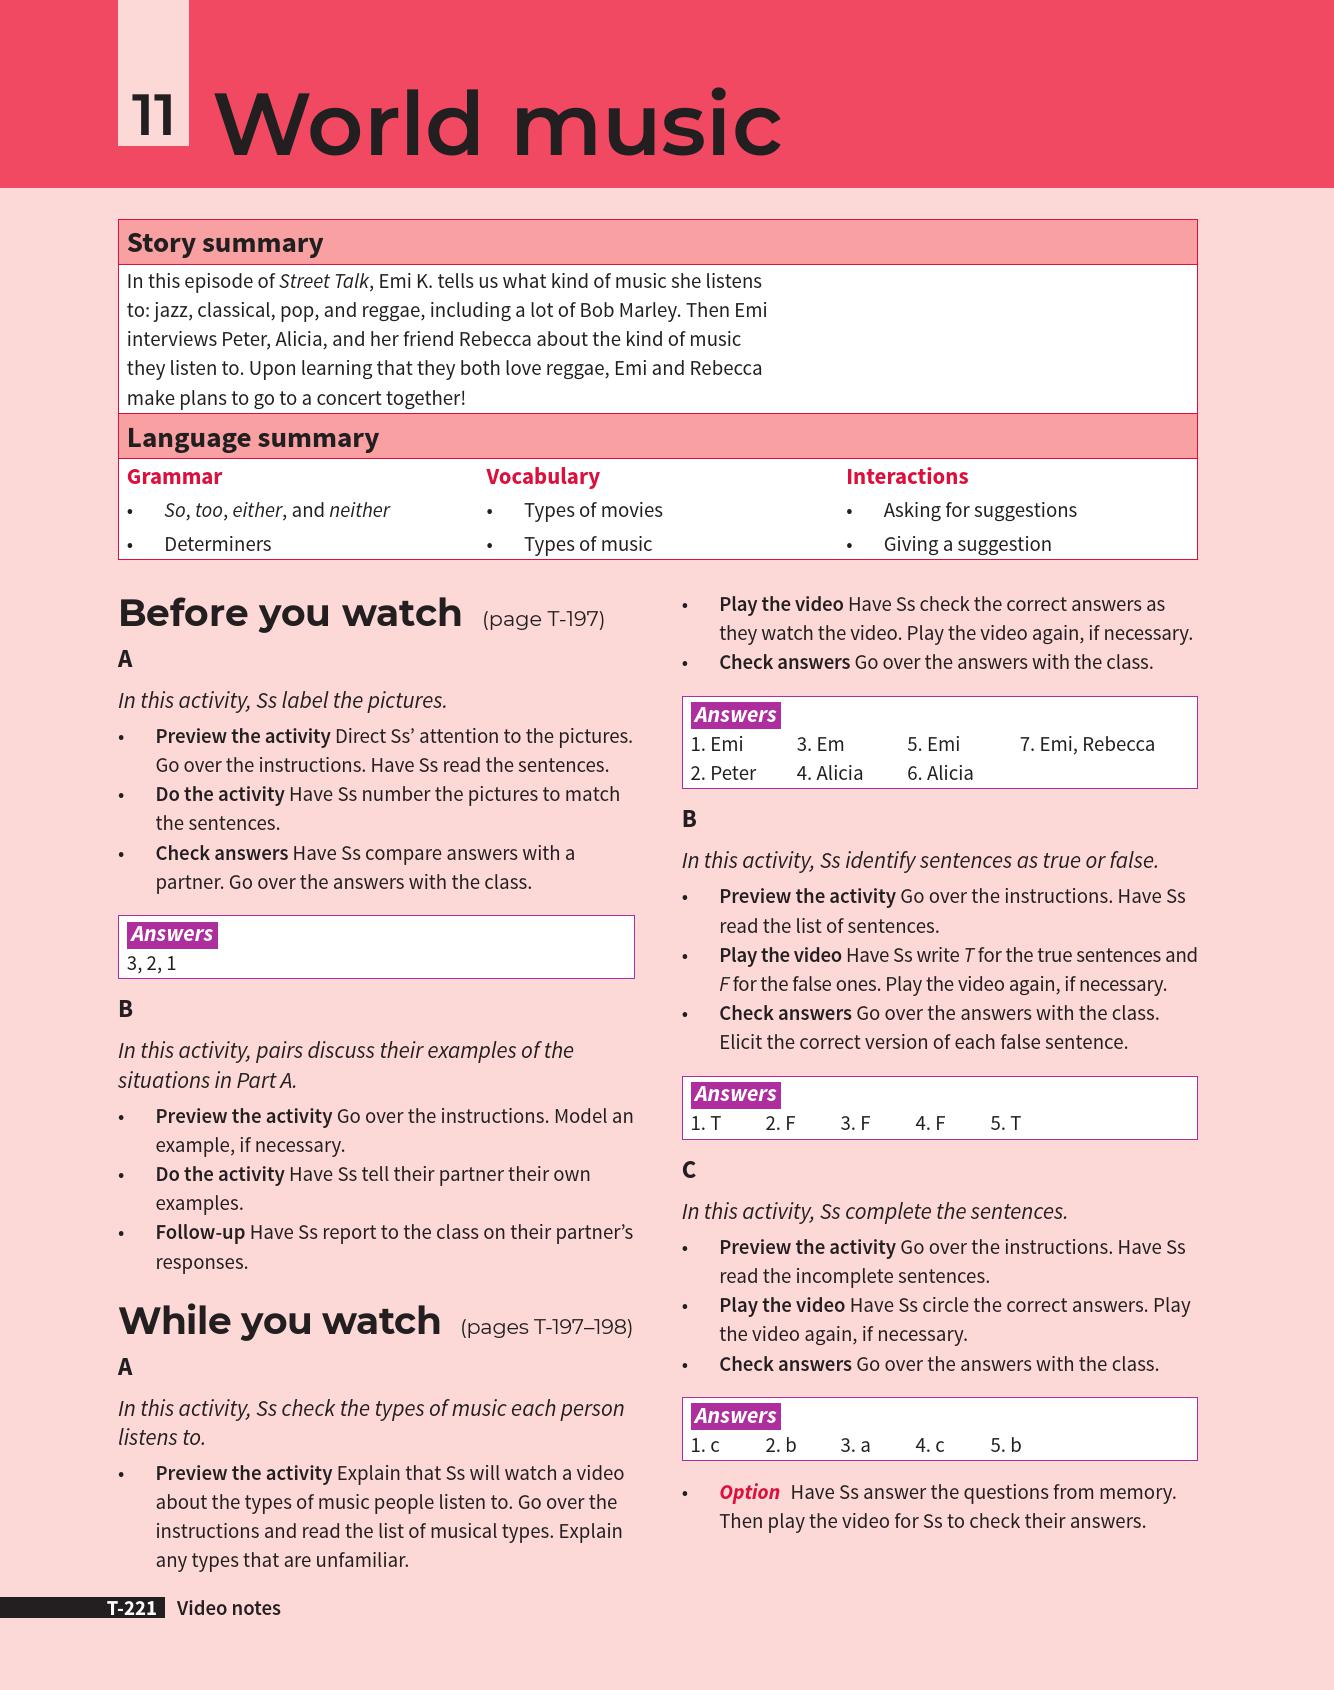 11 World music
Story summary
In this episode of Street Talk, Emi K. tells us what kind of music she listens
to: jazz, classical, pop, and reggae, including a lot of Bob Marley. Then Emi
interviews Peter, Alicia, and her friend Rebecca about the kind of music
they listen to. Upon learning that they both love reggae, Emi and Rebecca
make plans to go to a concert together!
Language summary
Grammar
• So, too, either, and neither
• Determiners
Vocabulary
• Types of movies
• Types of music
Interactions
• Asking for suggestions
• Giving a suggestion
Before you watch (page T-197)
A
In this activity, Ss label the pictures.
• Preview the activity Direct Ss’ attention to the pictures.
Go over the instructions. Have Ss read the sentences.
• Do the activity Have Ss number the pictures to match
the sentences.
• Check answers Have Ss compare answers with a
partner. Go over the answers with the class.
Answers
3, 2, 1
B
In this activity, pairs discuss their examples of the
situations in Part A.
• Preview the activity Go over the instructions. Model an
example, if necessary.
• Do the activity Have Ss tell their partner their own
examples.
• Follow-up Have Ss report to the class on their partner’s
responses.
While you watch (pages T-197–198)
A
In this activity, Ss check the types of music each person
listens to.
• Preview the activity Explain that Ss will watch a video
about the types of music people listen to. Go over the
instructions and read the list of musical types. Explain
any types that are unfamiliar.
• Play the video Have Ss check the correct answers as
they watch the video. Play the video again, if necessary.
• Check answers Go over the answers with the class.
Answers
1. Emi 3. Em 5. Emi 7. Emi, Rebecca
2. Peter 4. Alicia 6. Alicia
B
In this activity, Ss identify sentences as true or false.
• Preview the activity Go over the instructions. Have Ss
read the list of sentences.
• Play the video Have Ss write T for the true sentences and
F for the false ones. Play the video again, if necessary.
• Check answers Go over the answers with the class.
Elicit the correct version of each false sentence.
Answers
1. T 2. F 3. F 4. F 5. T
C
In this activity, Ss complete the sentences.
• Preview the activity Go over the instructions. Have Ss
read the incomplete sentences.
• Play the video Have Ss circle the correct answers. Play
the video again, if necessary.
• Check answers Go over the answers with the class.
Answers
1. c 2. b 3. a 4. c 5. b
• Option Have Ss answer the questions from memory.
Then play the video for Ss to check their answers.
T-221 Video notes